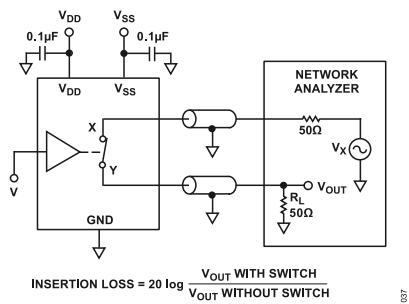 VDD
VSS
0.1µF
0.1µF
VDD
VSS
NETWORK
ANALYZER
X
50Ω
VX
Y
V
VOUT
RL
50Ω
GND
INSERTION LOSS = 20 log VOUT WITH SWITCH
VOUT WITHOUT SWITCH
037